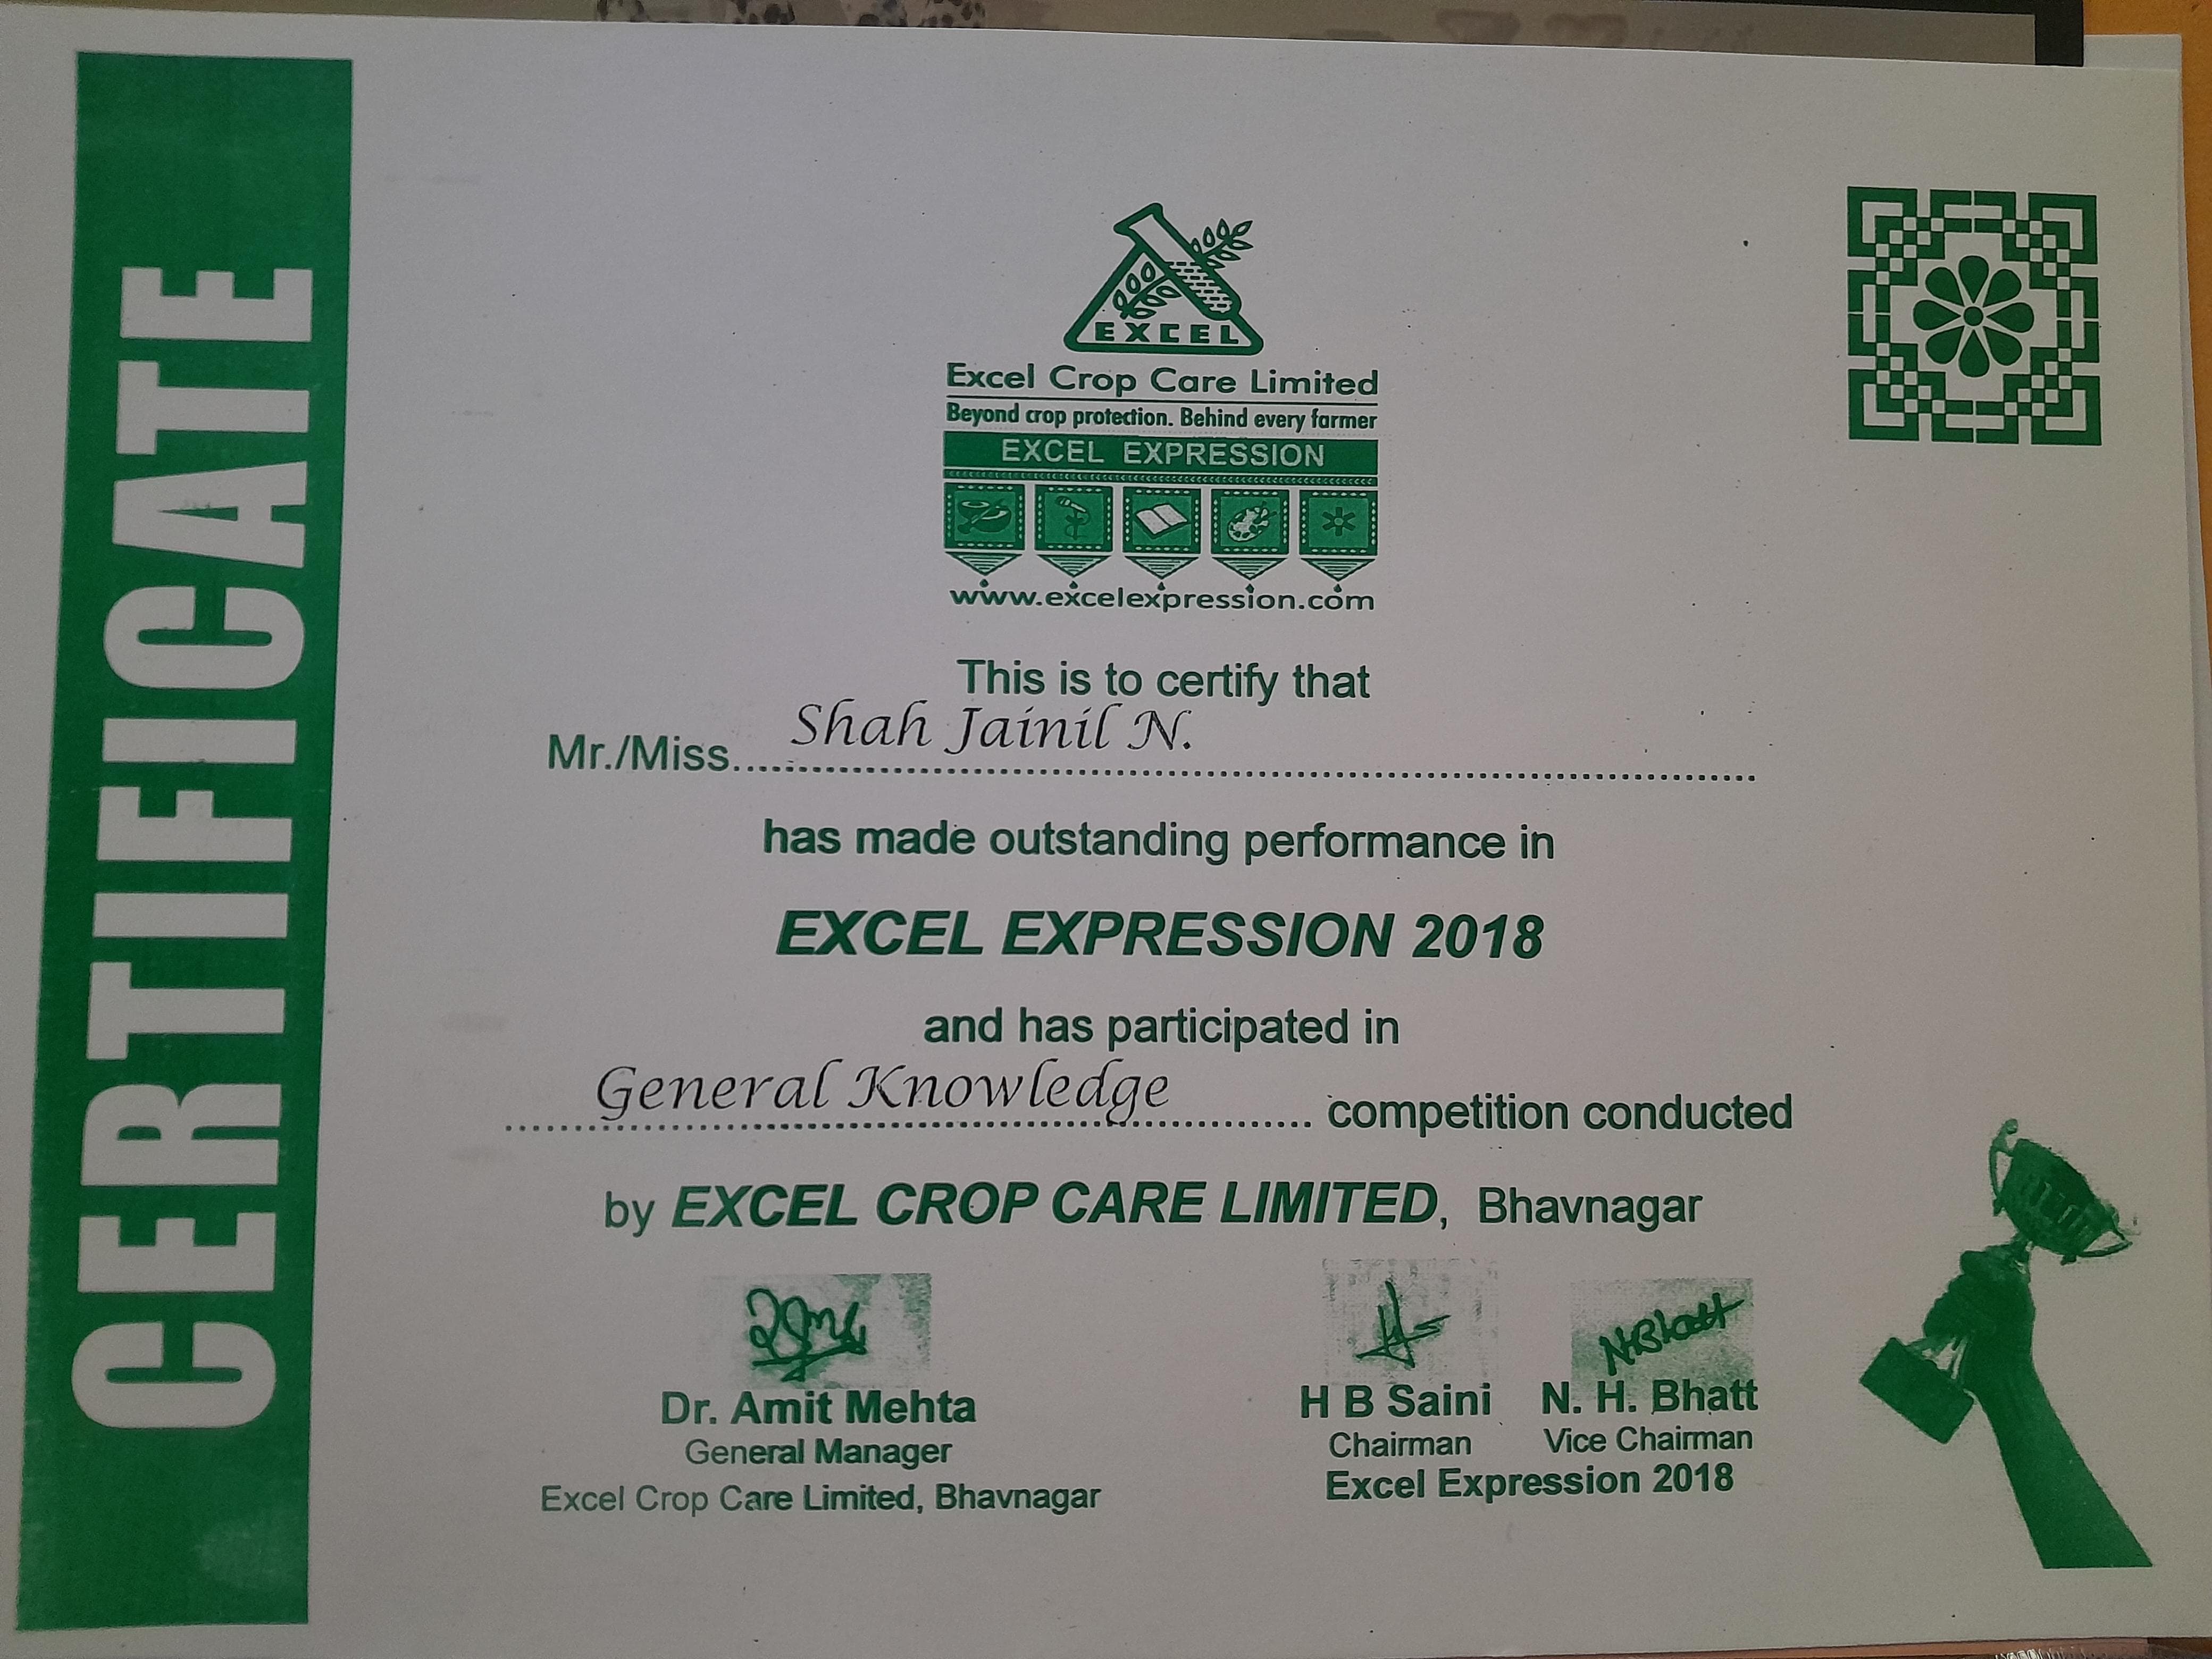 CERTIFICATE
EXCEL
Excel Crop Care Limited
Beyond crop protection. Behind every farmer
EXCEL EXPRESSION
www.excelexpression.com
This is to certify that
Mr./Miss. Shah Jainil N.
has made outstanding performance in
EXCEL EXPRESSION 2018
and has participated in
General Knowledge competition conducted
by EXCEL CROP CARE LIMITED, Bhavnagar
Dr. Amit Mehta
General Manager
Excel Crop Care Limited, Bhavnagar
NHBhatt
H B Saini
Chairman
N. H. Bhatt
Vice Chairman
Excel Expression 2018